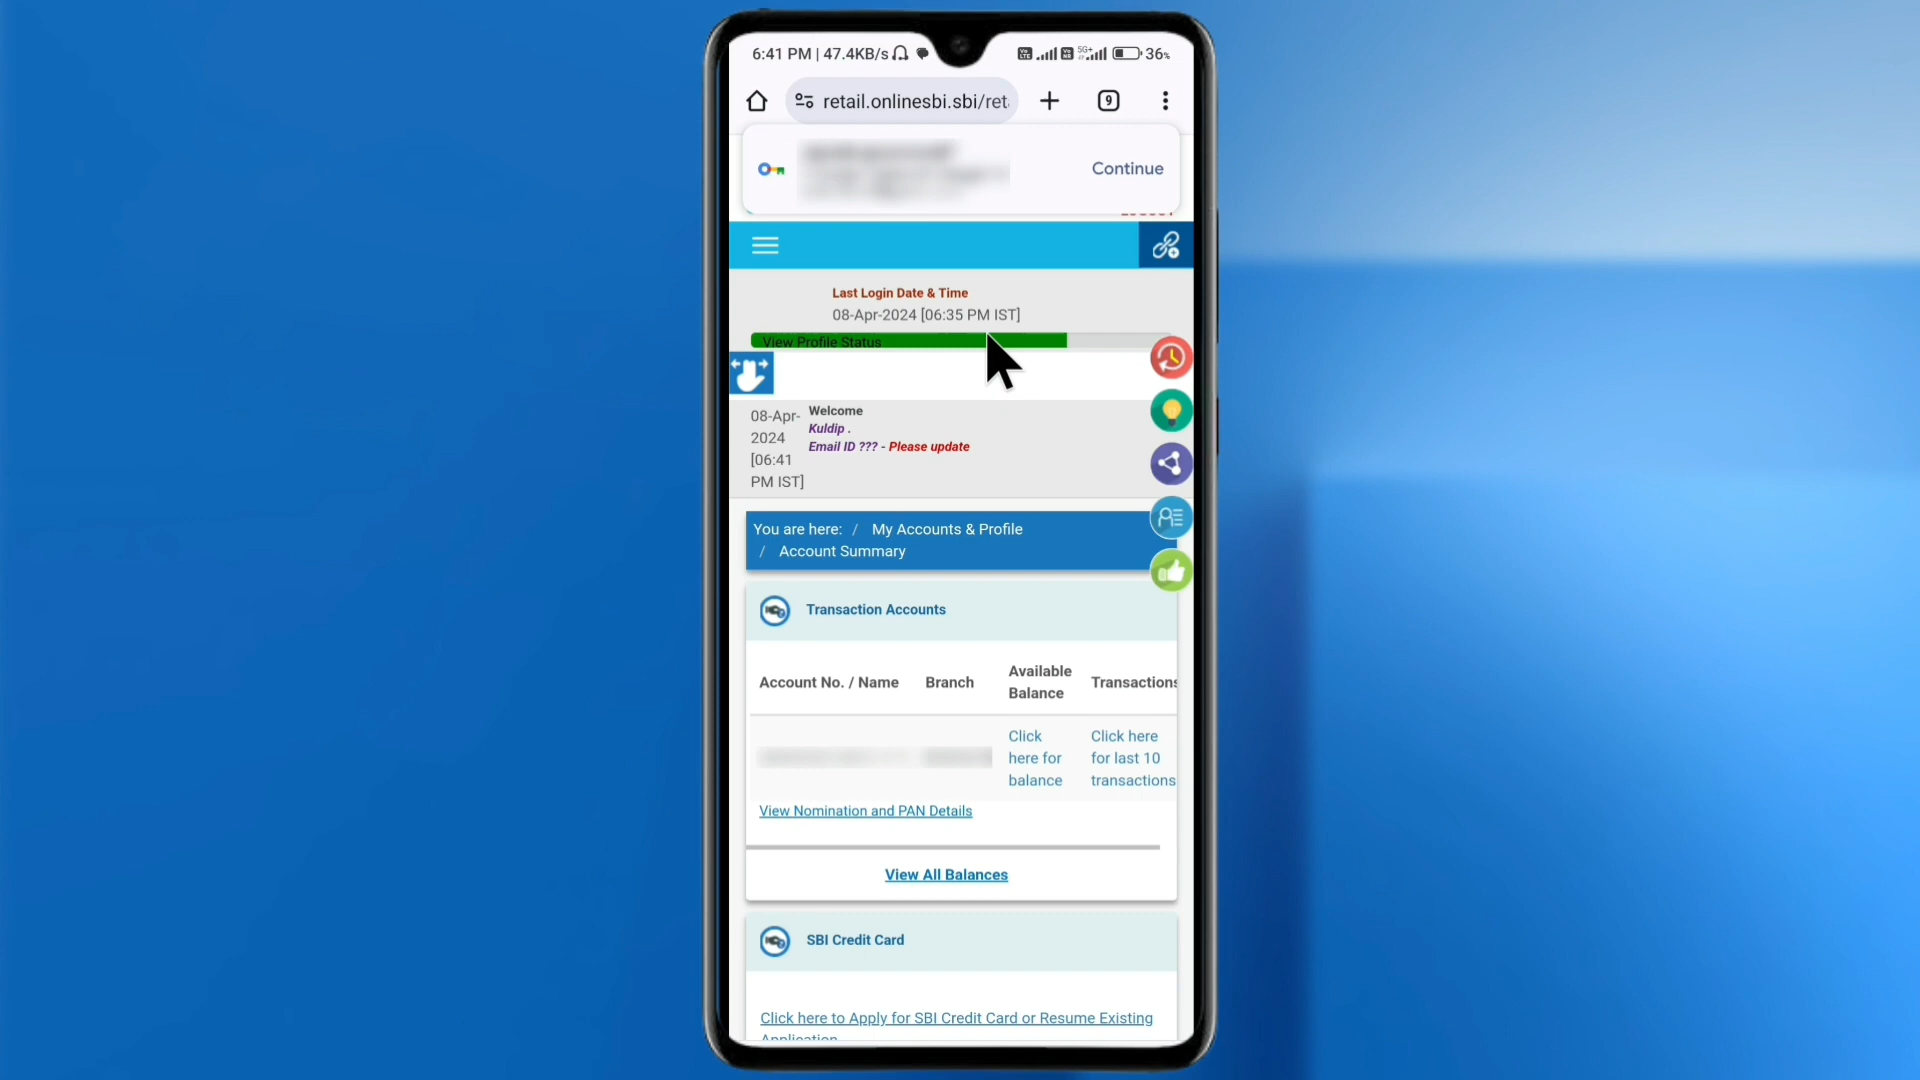 6:41 PM | 47.4KB/s
5G+
36%
retail.onlinesbi.sbi/ret
9
Continue
Last Login Date & Time
08-Apr-2024 [06:35 PM IST]
View Profile Status
08-Apr-2024 [06:41 PM IST]
Welcome
Kuldip .
Email ID ??? - Please update
You are here: / My Accounts & Profile
/ Account Summary
Transaction Accounts
Account No. / Name
Branch
Available
Balance
Transactions
Click
here for
balance
Click here
for last 10
transactions
View Nomination and PAN Details
View All Balances
SBI Credit Card
Click here to Apply for SBI Credit Card or Resume Existing
Application